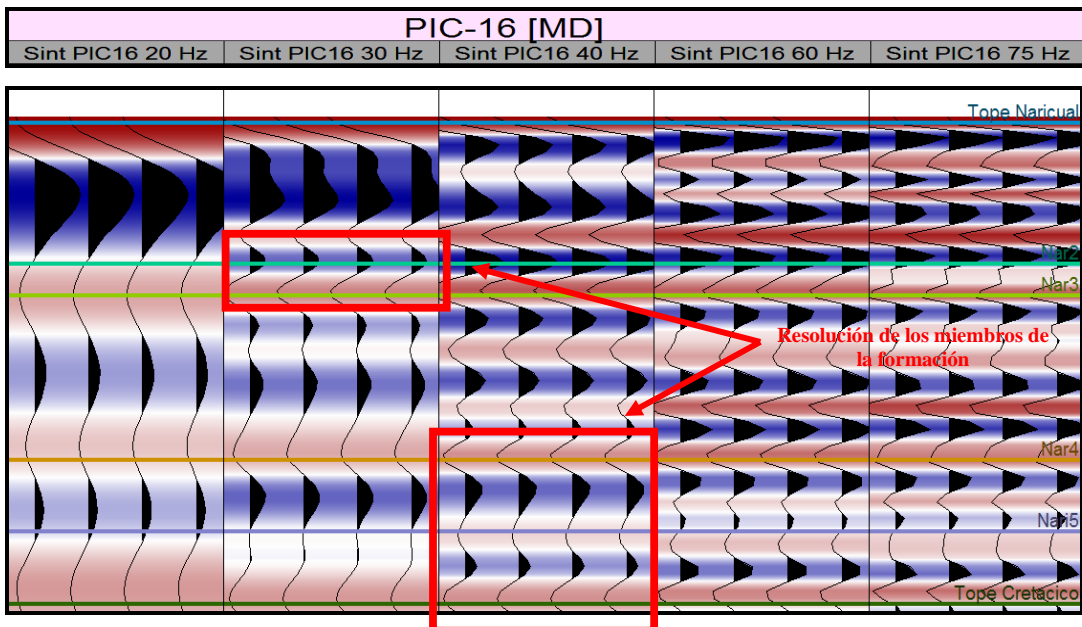 PIC-16 [MD]
Sint PIC16 20 Hz Sint PIC16 30 Hz Sint PIC16 40 Hz Sint PIC16 60 Hz Sint PIC16 75 Hz
Tope Naricual
Nar2
Nar3
Resolución de los miembros de
la formación
Nar4
Nari5
Tope Cretácico